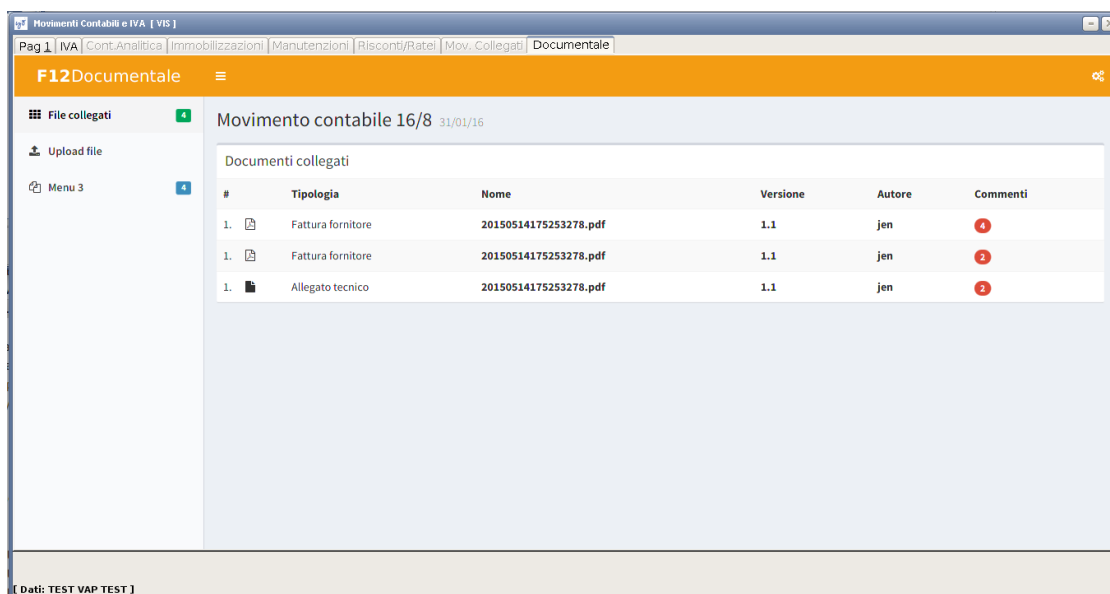 Movimenti Contabili e IVA [ VIS ]
Pag 1 IVA Cont.Analitica Immobilizzazioni Manutenzioni Risconti/Ratei Mov. Collegati Documentale
F12Documentale
File collegati 4
Upload file
Menu 3 4
Movimento contabile 16/8 31/01/16
Documenti collegati
# Tipologia Nome Versione Autore Commenti
1. Fattura fornitore 20150514175253278.pdf 1.1 jen 4
1. Fattura fornitore 20150514175253278.pdf 1.1 jen 2
1. Allegato tecnico 20150514175253278.pdf 1.1 jen 2
[ Dati: TEST VAP TEST ]